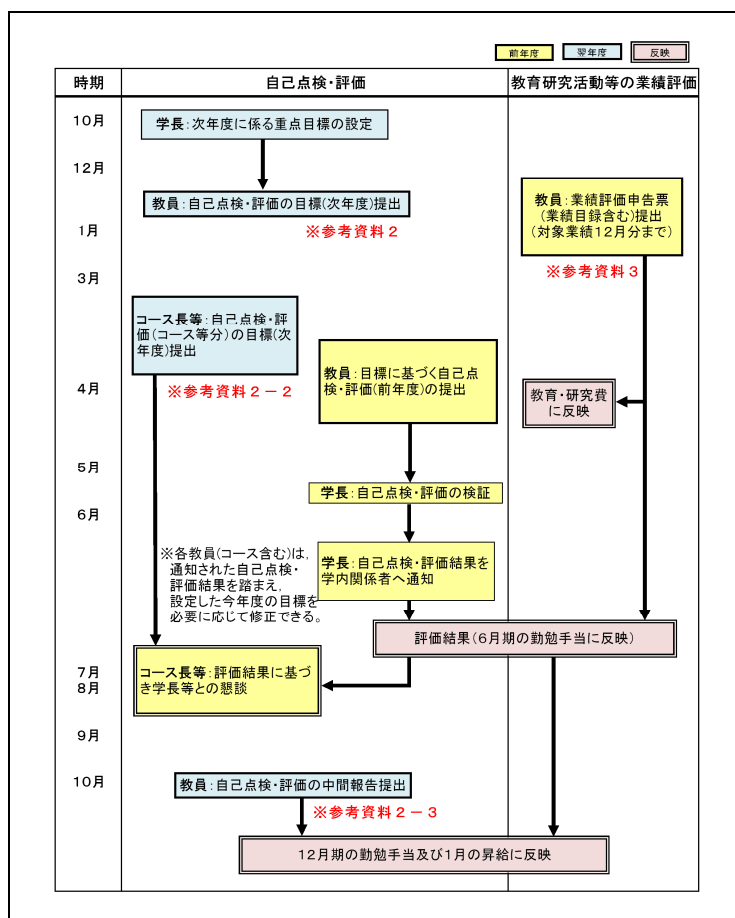 前年度
翌年度
反映
時期
自己点検・評価
教育研究活動等の業績評価
10月
学長：次年度に係る重点目標の設定
12月
教員：自己点検・評価の目標(次年度)提出
※参考資料２
教員：業績評価申告票
(業績目録含む)提出
(対象業績12月分まで)
※参考資料３
1月
3月
コース長等：自己点検・評
価(コース等分)の目標(次
年度)提出
※参考資料２－２
教員：目標に基づく自己点
検・評価(前年度)の提出
4月
教育・研究費
に反映
5月
学長：自己点検・評価の検証
6月
学長：自己点検・評価結果を
学内関係者へ通知
※各教員(コース含む)は，
通知された自己点検・
評価結果を踏まえ，
設定した今年度の目標を
必要に応じて修正できる。
評価結果(6月期の勤勉手当に反映)
7月
8月
コース長等：評価結果に基づ
き学長等との懇談
9月
10月
教員：自己点検・評価の中間報告提出
※参考資料２－３
12月期の勤勉手当及び1月の昇給に反映